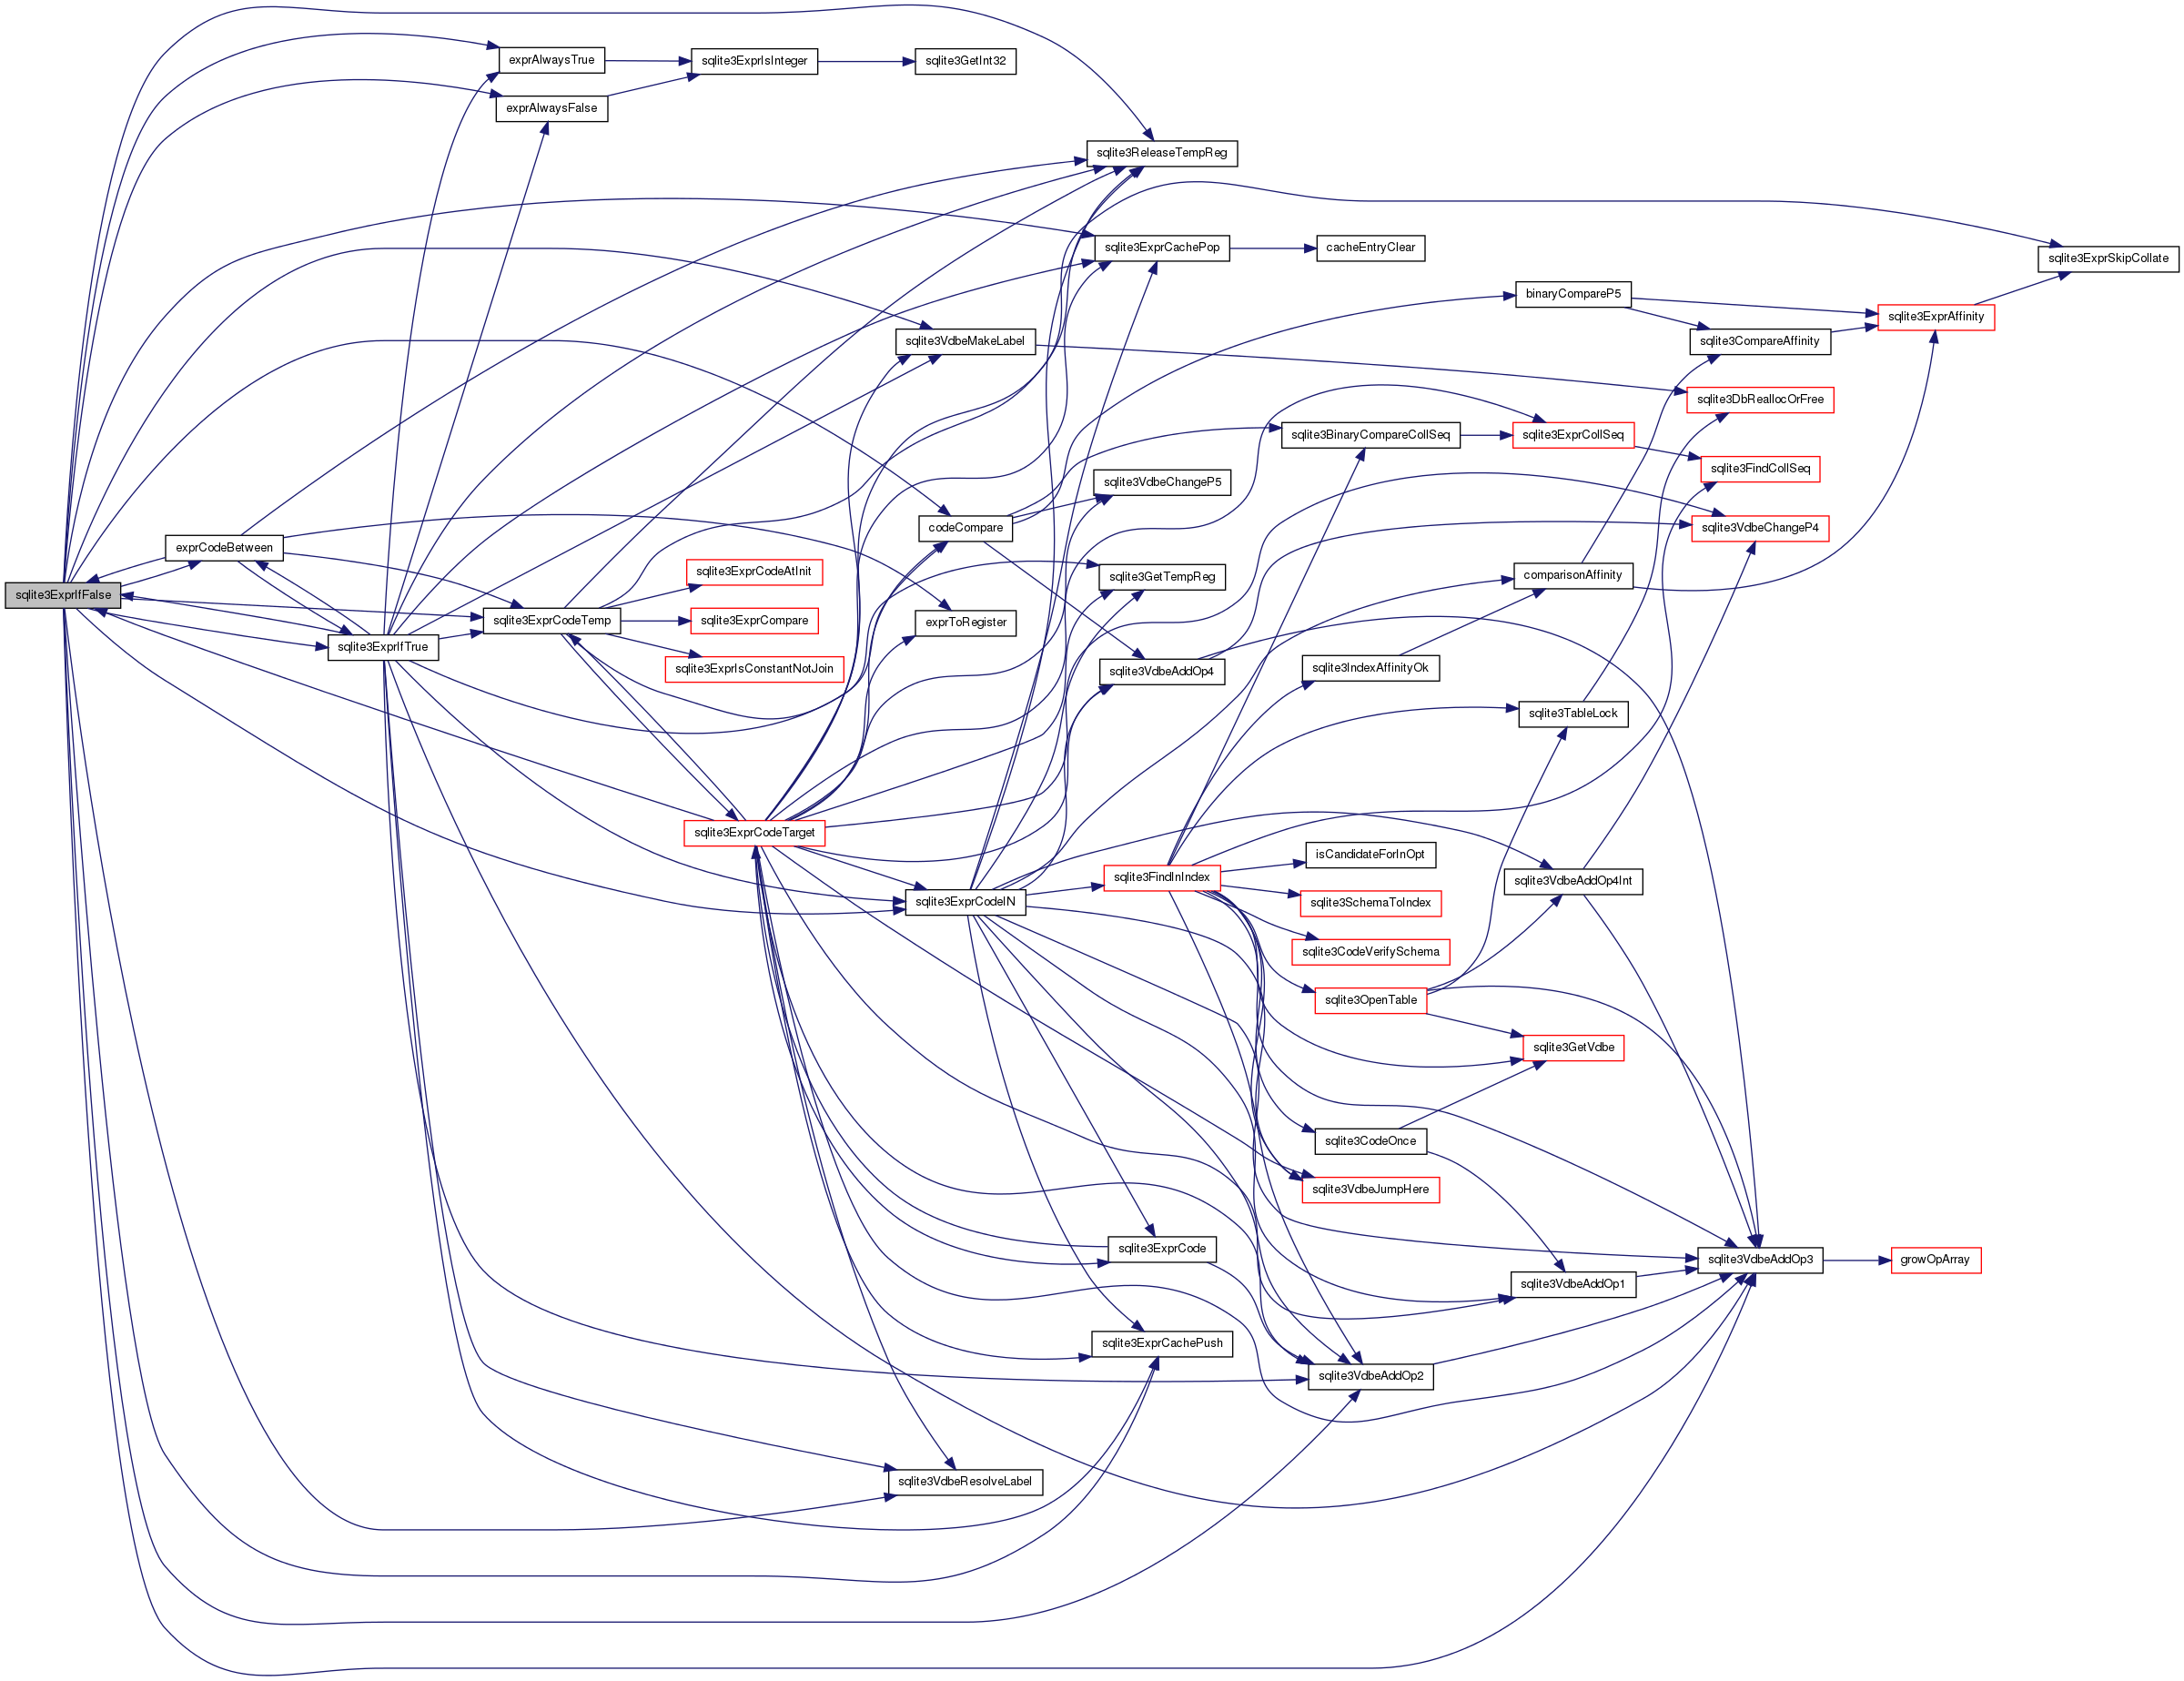 sqlite3ExprIfFalse
exprCodeBetween
sqlite3ExprIfTrue
exprAlwaysTrue
exprAlwaysFalse
sqlite3ExprCodeTemp
sqlite3ExprIsInteger
sqlite3ExprCodeAtInit
sqlite3ExprCompare
sqlite3ExprIsConstantNotJoin
sqlite3ExprCodeTarget
sqlite3GetInt32
sqlite3VdbeMakeLabel
codeCompare
exprToRegister
sqlite3ExprCodeIN
sqlite3VdbeResolveLabel
sqlite3ReleaseTempReg
sqlite3ExprCachePop
sqlite3VdbeChangeP5
sqlite3GetTempReg
sqlite3VdbeAddOp4
sqlite3FindInIndex
sqlite3ExprCode
sqlite3ExprCachePush
cacheEntryClear
sqlite3BinaryCompareCollSeq
sqlite3IndexAffinityOk
isCandidateForInOpt
sqlite3SchemaToIndex
sqlite3CodeVerifySchema
sqlite3OpenTable
sqlite3CodeOnce
sqlite3VdbeJumpHere
sqlite3VdbeAddOp2
binaryCompareP5
sqlite3ExprCollSeq
comparisonAffinity
sqlite3TableLock
sqlite3VdbeAddOp4Int
sqlite3GetVdbe
sqlite3VdbeAddOp1
sqlite3CompareAffinity
sqlite3DbReallocOrFree
sqlite3FindCollSeq
sqlite3VdbeChangeP4
sqlite3VdbeAddOp3
sqlite3ExprAffinity
growOpArray
sqlite3ExprSkipCollate